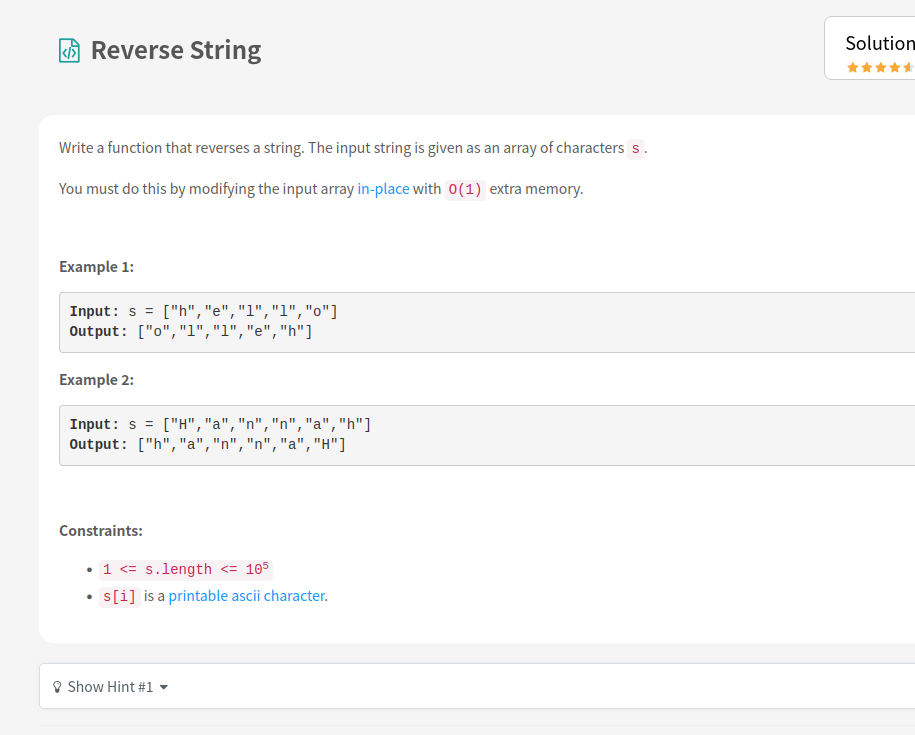 Reverse String
Solution
Write a function that reverses a string. The input string is given as an array of characters s.
You must do this by modifying the input array in-place with O(1) extra memory.
Example 1:
Input: s = ["h","e","l","l","o"]
Output: ["o","l","l","e","h"]
Example 2:
Input: s = ["H","a","n","n","a","h"]
Output: ["h","a","n","n","a","H"]
Constraints:
1 <= s.length <= 10⁵
s[i] is a printable ascii character.
Show Hint #1